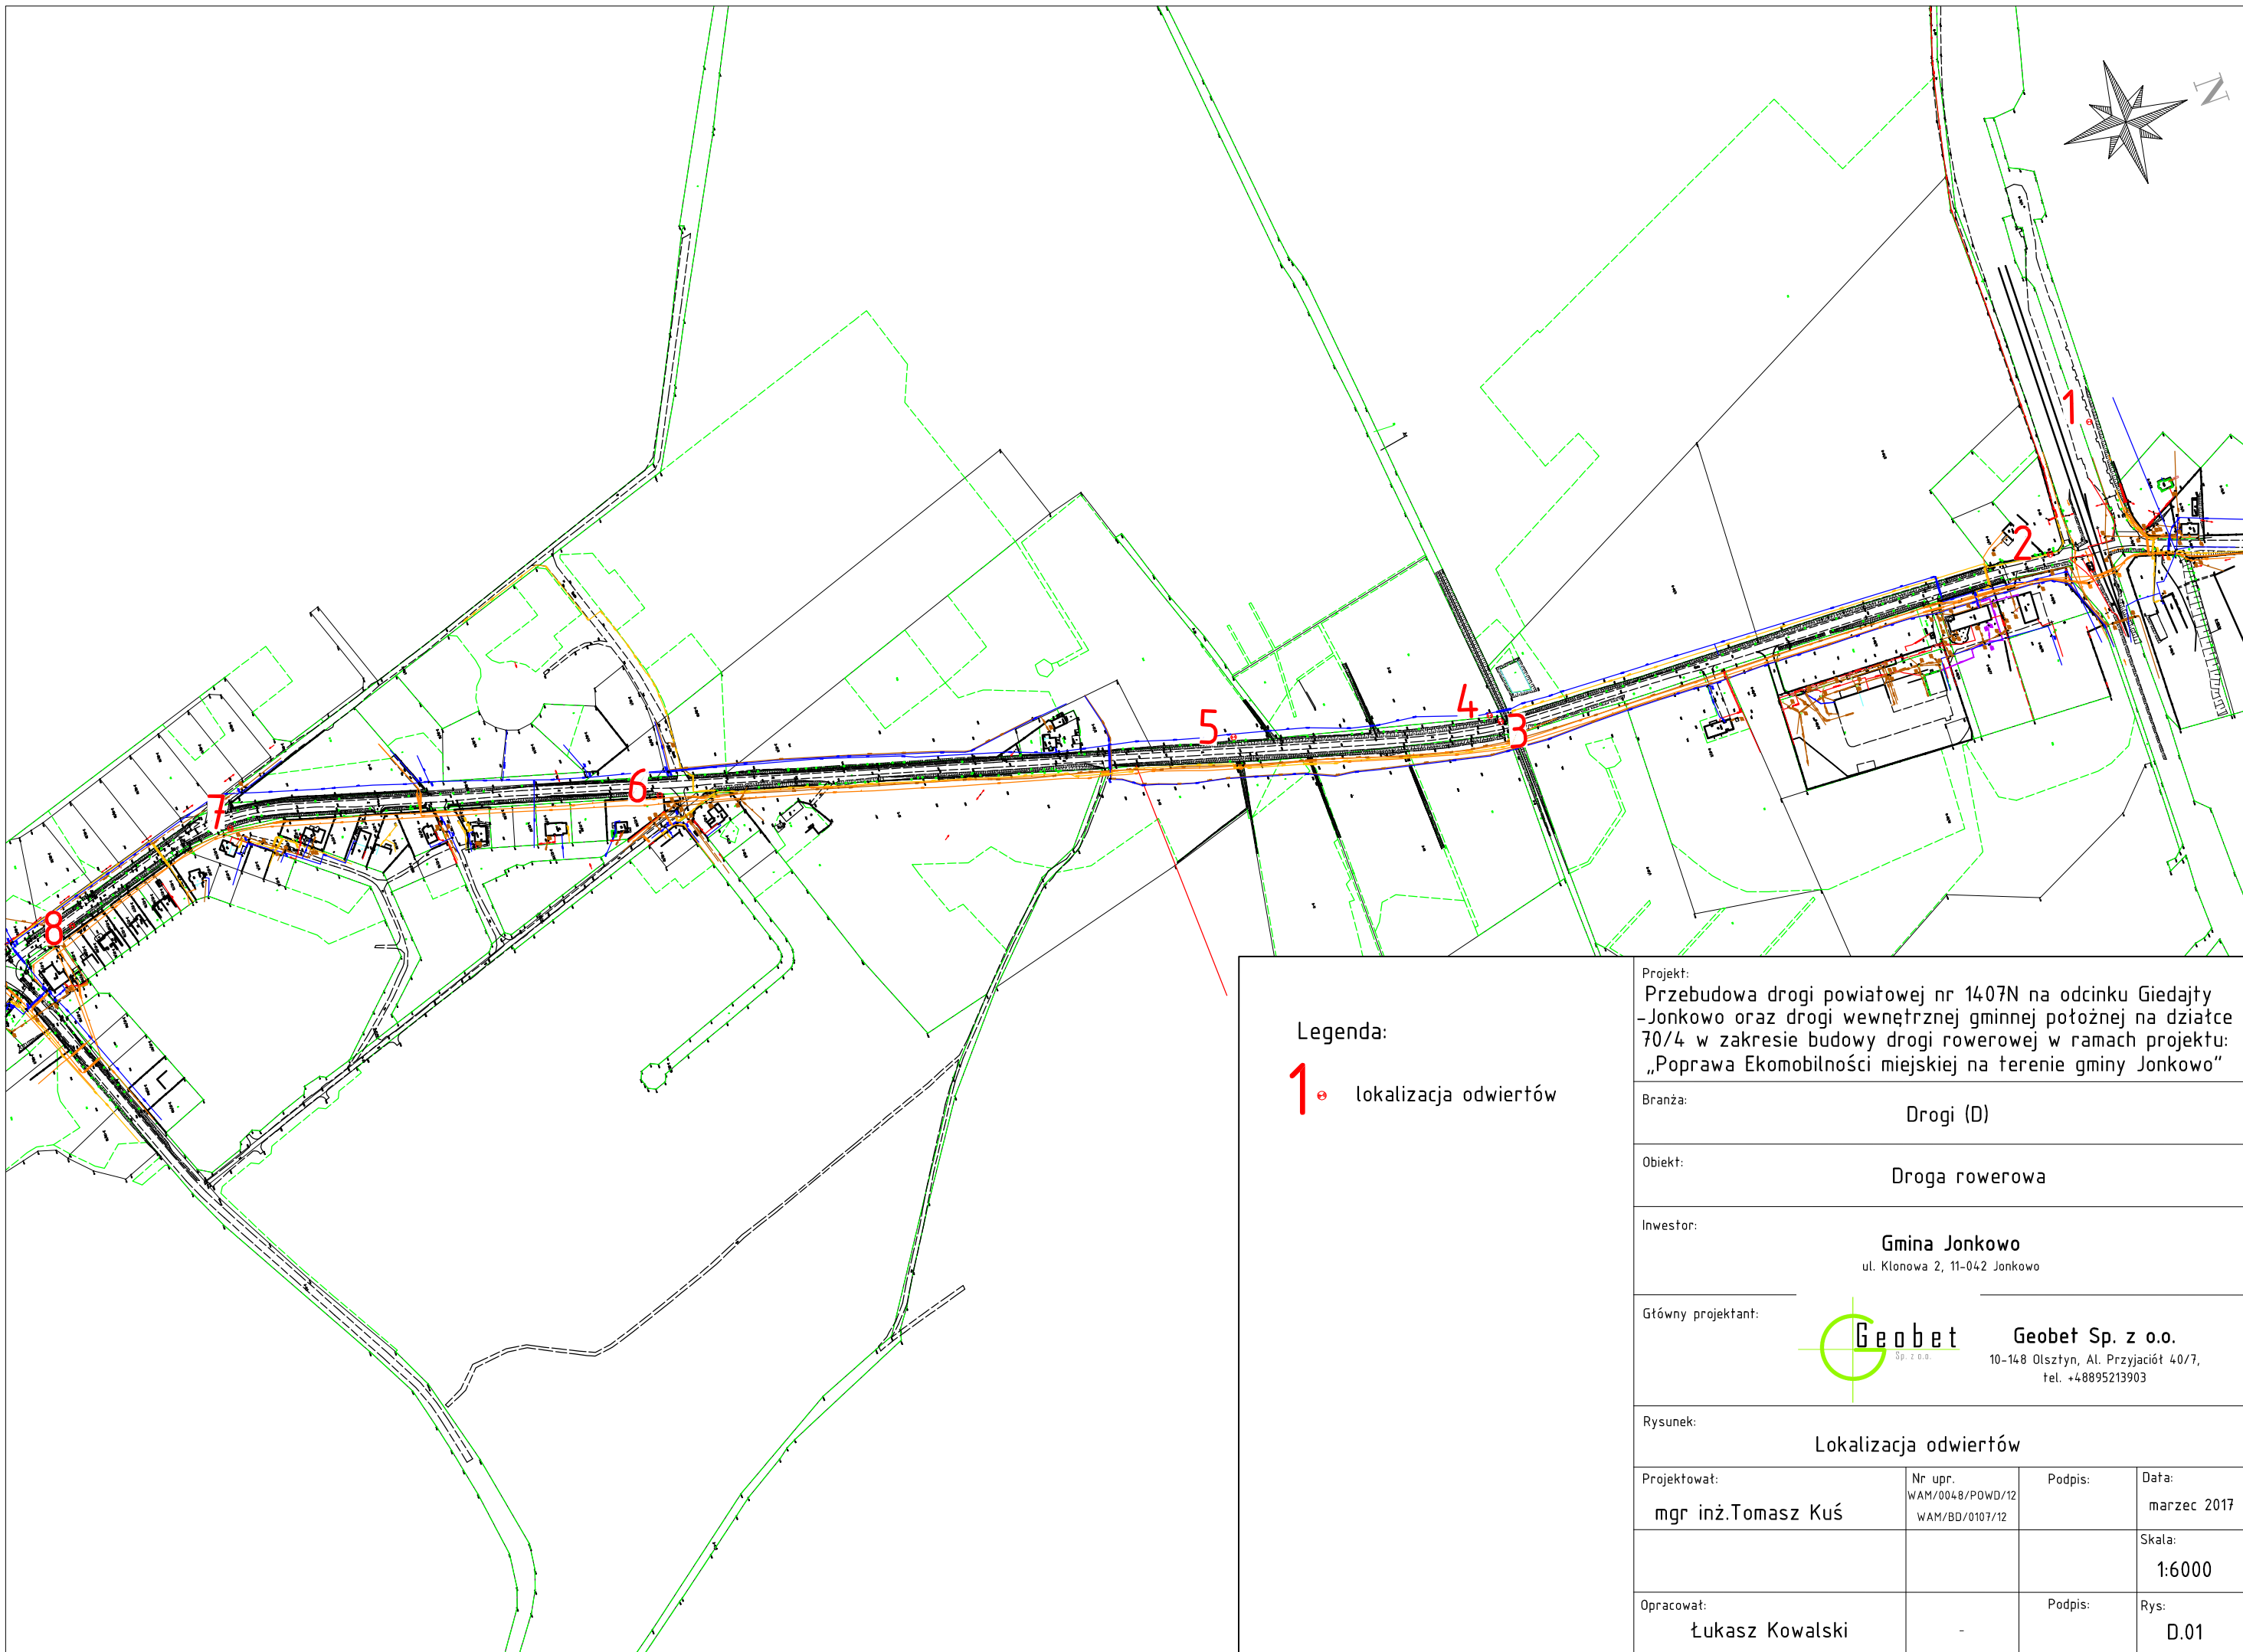 N
1
2
3
4
5
6
7
8
Legenda:
1 lokalizacja odwiertów
Projekt:
Przebudowa drogi powiatowej nr 1407N na odcinku Giedajty
-Jonkowo oraz drogi wewnętrznej gminnej położnej na działce
70/4 w zakresie budowy drogi rowerowej w ramach projektu:
„Poprawa Ekomobilności miejskiej na terenie gminy Jonkowo"
Branża:
Drogi (D)
Obiekt:
Droga rowerowa
Inwestor:
Gmina Jonkowo
ul. Klonowa 2, 11-042 Jonkowo
Główny projektant:
Geobet
Sp. z o.o.
Geobet Sp. z o.o.
10-148 Olsztyn, Al. Przyjaciół 40/7,
tel. +48895213903
Rysunek:
Lokalizacja odwiertów
Projektował:
mgr inż.Tomasz Kuś
Nr upr.
WAM/0048/POWD/12
WAM/BD/0107/12
Podpis:
Data:
marzec 2017
Skala:
1:6000
Opracował:
Łukasz Kowalski
-
Podpis:
Rys:
D.01